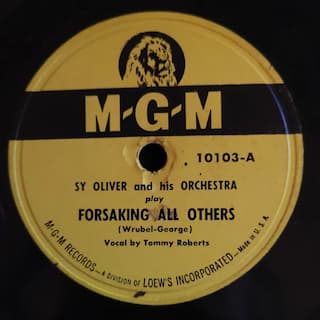 M-G-M
10103-A
SY OLIVER and his ORCHESTRA
play
FORSAKING ALL OTHERS
(Wrubel-George)
Vocal by Tommy Roberts
M-G-M RECORDS — A DIVISION OF LOEW'S INCORPORATED — Made in U.S.A.